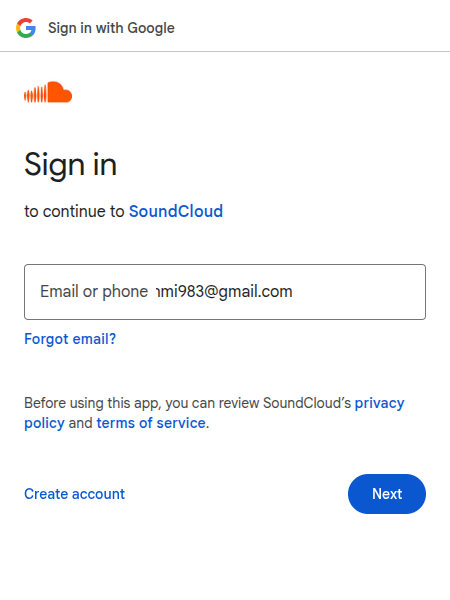 Sign in with Google
Sign in
to continue to SoundCloud
Email or phone mi983@gmail.com
Forgot email?
Before using this app, you can review SoundCloud’s privacy
policy and terms of service.
Create account
Next